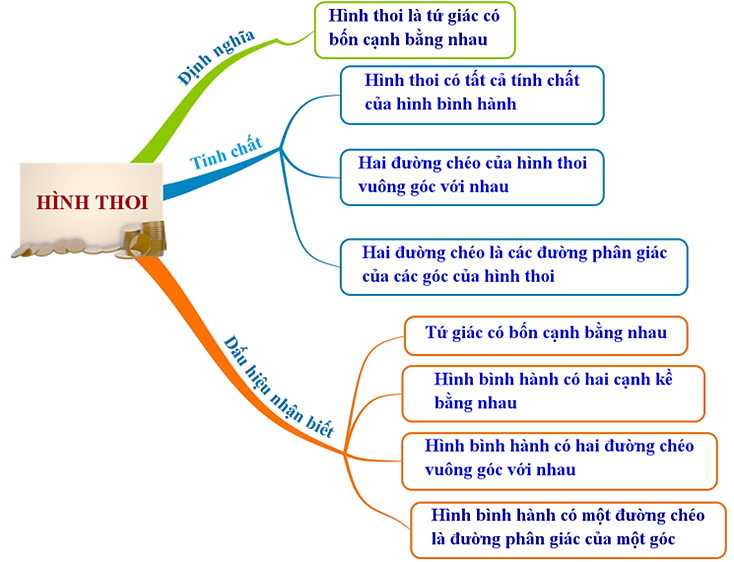 Hình thoi là tứ giác có
bốn cạnh bằng nhau
Định nghĩa
Hình thoi có tất cả tính chất
của hình bình hành
Tính chất
Hai đường chéo của hình thoi
vuông góc với nhau
HÌNH THOI
Hai đường chéo là các đường phân giác
của các góc của hình thoi
Dấu hiệu nhận biết
Tứ giác có bốn cạnh bằng nhau
Hình bình hành có hai cạnh kề
bằng nhau
Hình bình hành có hai đường chéo
vuông góc với nhau
Hình bình hành có một đường chéo
là đường phân giác của một góc